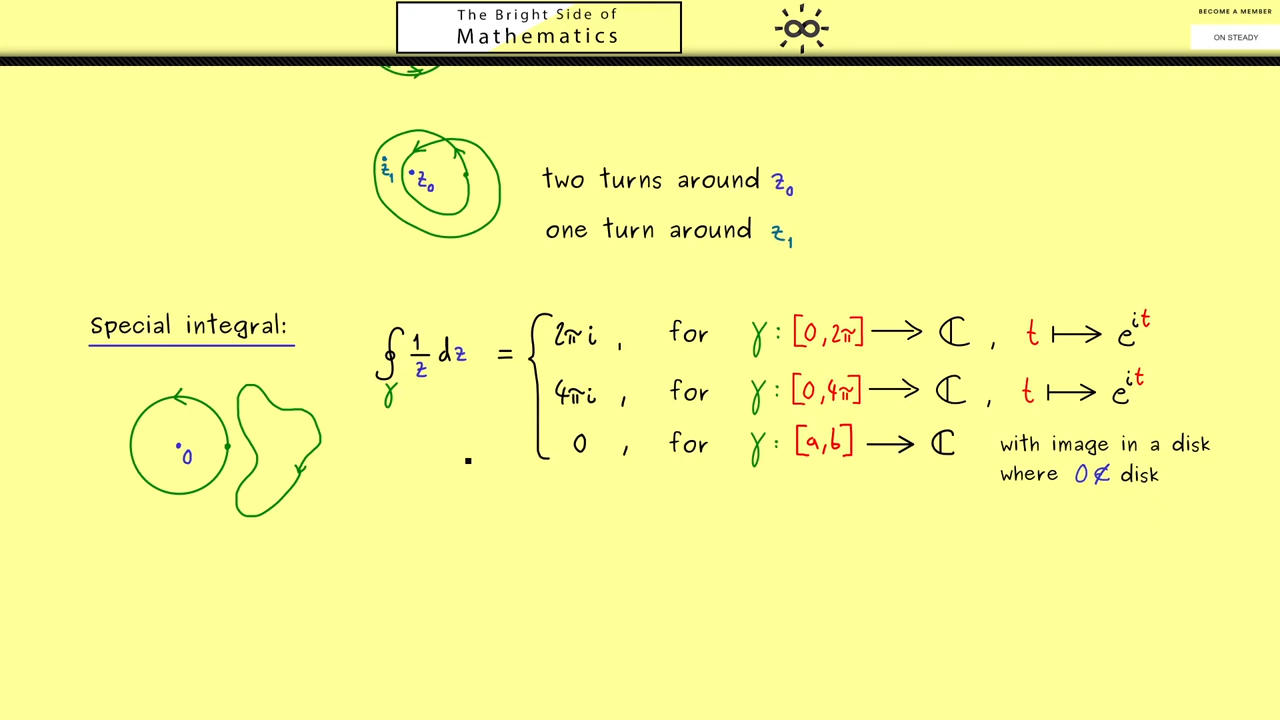 The Bright Side of
Mathematics
BECOME A MEMBER
ON STEADY
z₁ z₀
two turns around z₀
one turn around z₁
special integral:
∮_γ 1/z dz = { 2πi , for γ: [0,2π] ⟶ ℂ , t ⟼ e^{it}
4πi , for γ: [0,4π] ⟶ ℂ , t ⟼ e^{it}
0 , for γ: [a,b] ⟶ ℂ with image in a disk
where 0 ∉ disk
0